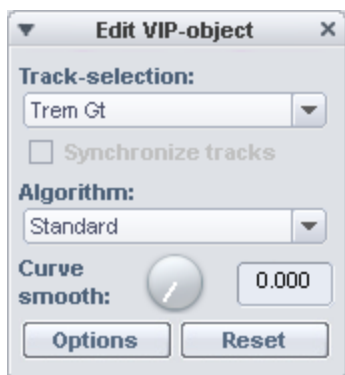 Edit VIP-object
Track-selection:
Trem Gt
Synchronize tracks
Algorithm:
Standard
Curve
smooth:
0.000
Options
Reset